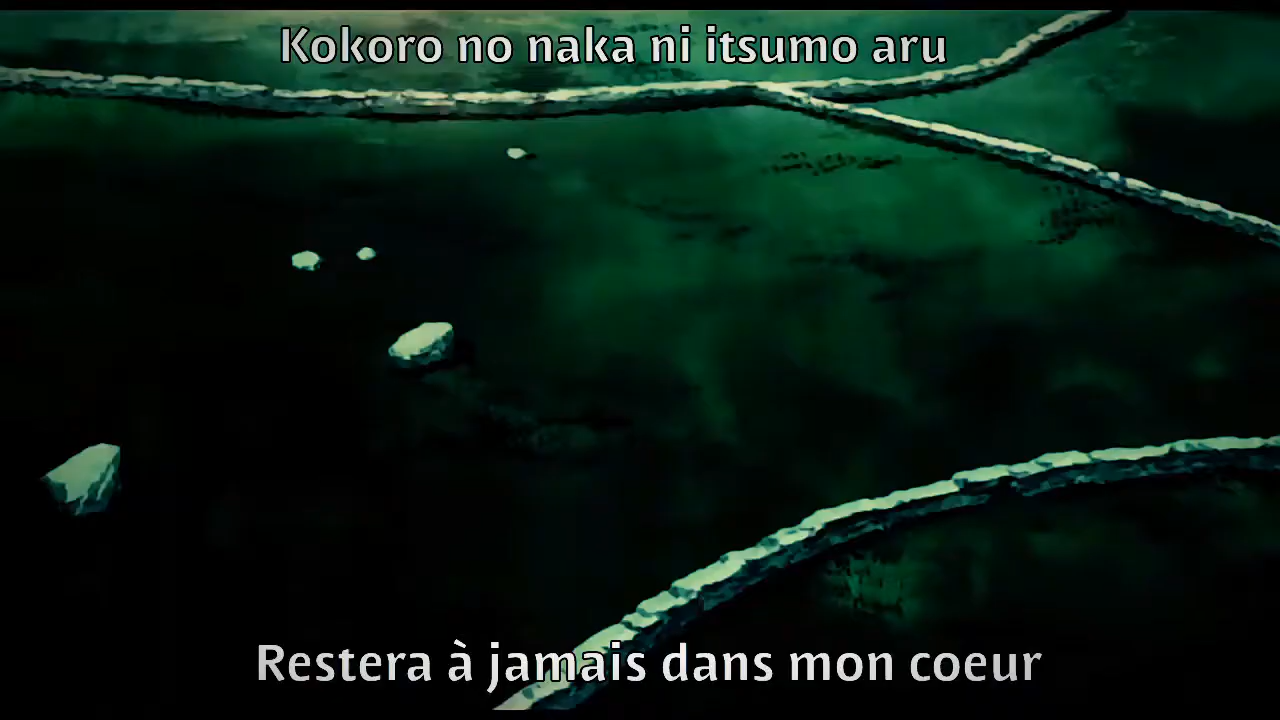 Kokoro no naka ni itsumo aru
Restera à jamais dans mon coeur